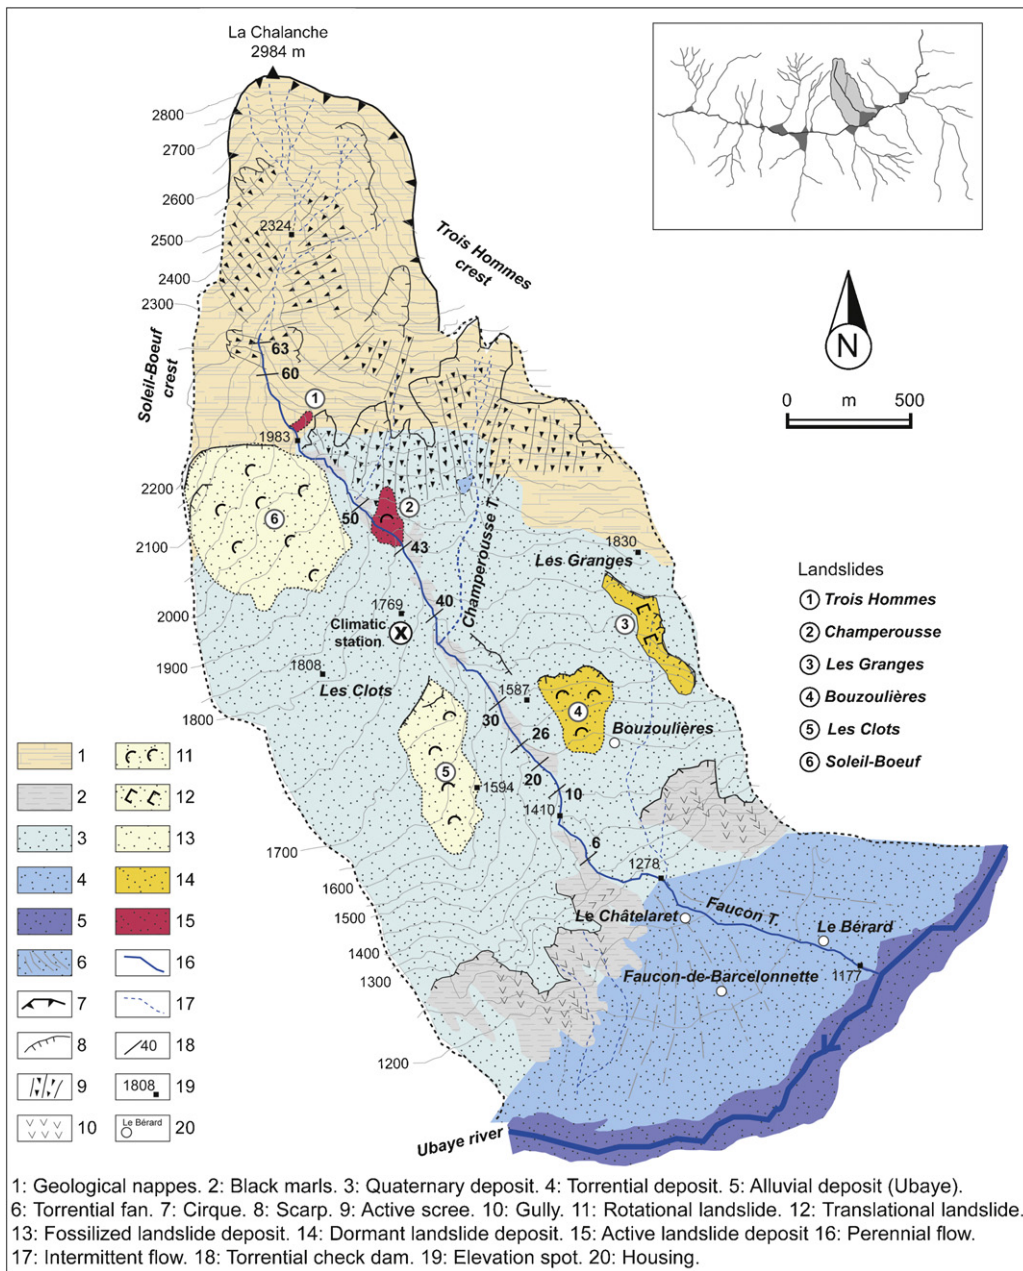 La Chalanche
2984 m
2800
2700
2600
2500
2400
2300
2324
Trois Hommes
crest
Soleil-Boeuf
crest
N
0 m 500
63
60
1
1983
2200
6
50
2
43
2100
Champerousse T.
Les Granges
1830
2000
1769
40
Climatic
station
X
3
1900
1808
Les Clots
1587
30
4
1800
26
Bouzoulières
5
20
1594
10
1410
1700
6
1278
1600
1500
Le Châtelaret
Faucon T.
Le Bérard
1400
1300
Faucon-de-Barcelonnette
1177
1200
Ubaye river
Landslides
1 Trois Hommes
2 Champerousse
3 Les Granges
4 Bouzoulières
5 Les Clots
6 Soleil-Boeuf
1 11
2 12
3 13
4 14
5 15
6 16
7 17
8 40 18
9 1808 19
10 Le Bérard 20
1: Geological nappes. 2: Black marls. 3: Quaternary deposit. 4: Torrential deposit. 5: Alluvial deposit (Ubaye).
6: Torrential fan. 7: Cirque. 8: Scarp. 9: Active scree. 10: Gully. 11: Rotational landslide. 12: Translational landslide.
13: Fossilized landslide deposit. 14: Dormant landslide deposit. 15: Active landslide deposit 16: Perennial flow.
17: Intermittent flow. 18: Torrential check dam. 19: Elevation spot. 20: Housing.